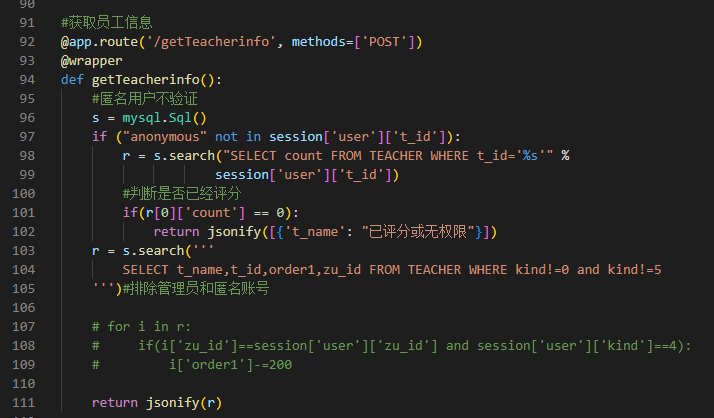 90
91 #获取员工信息
92 @app.route('/getTeacherinfo', methods=['POST'])
93 @wrapper
94 def getTeacherinfo():
95     #匿名用户不验证
96     s = mysql.Sql()
97     if ("anonymous" not in session['user']['t_id']):
98         r = s.search("SELECT count FROM TEACHER WHERE t_id='%s'" %
99                     session['user']['t_id'])
100         #判断是否已经评分
101         if(r[0]['count'] == 0):
102             return jsonify([{'t_name': "已评分或无权限"}])
103     r = s.search('''
104         SELECT t_name,t_id,order1,zu_id FROM TEACHER WHERE kind!=0 and kind!=5
105     ''')#排除管理员和匿名账号
106
107     # for i in r:
108     #     if(i['zu_id']==session['user']['zu_id'] and session['user']['kind']==4):
109     #         i['order1']-=200
110
111     return jsonify(r)